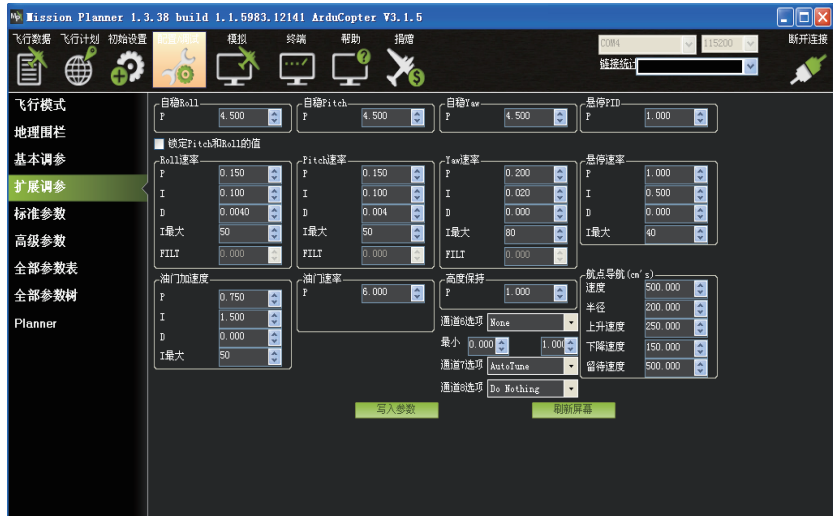 Mission Planner 1.3.38 build 1.1.5983.12141 ArduCopter V3.1.5
飞行数据 飞行计划 初始设置 配置/调试 模拟 终端 帮助 捐赠 COM4 115200 断开连接
链接统计
飞行模式
地理围栏
基本调参
扩展调参
标准参数
高级参数
全部参数表
全部参数树
Planner
自稳Roll
P 4.500
自稳Pitch
P 4.500
自稳Yaw
P 4.500
悬停PID
P 1.000
锁定Pitch和Roll的值
Roll速率
P 0.150
I 0.100
D 0.0040
I最大 50
FILT 0.000
Pitch速率
P 0.150
I 0.100
D 0.004
I最大 50
FILT 0.000
Yaw速率
P 0.200
I 0.020
D 0.000
I最大 80
FILT 0.000
悬停速率
P 1.000
I 0.500
D 0.000
I最大 40
油门加速度
P 0.750
I 1.500
D 0.000
I最大 50
油门速率
P 6.000
高度保持
P 1.000
通道6选项 None
最小 0.000 1.000
通道7选项 AutoTune
通道8选项 Do Nothing
航点导航(cm's)
速度 500.000
半径 200.000
上升速度 250.000
下降速度 150.000
留待速度 500.000
写入参数 刷新屏幕